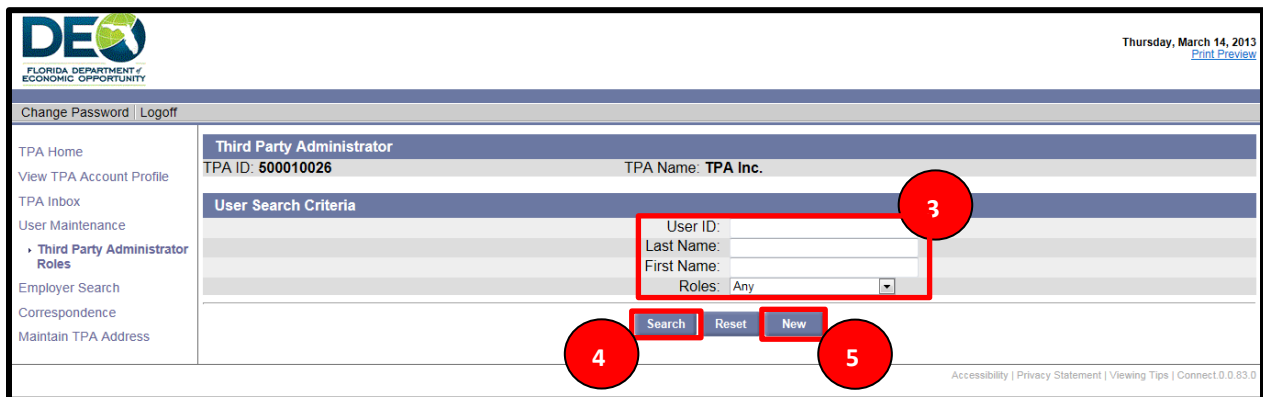 DEO
FLORIDA DEPARTMENT of
ECONOMIC OPPORTUNITY
Thursday, March 14, 2013
Print Preview
Change Password | Logoff
TPA Home
View TPA Account Profile
TPA Inbox
User Maintenance
Third Party Administrator
Roles
Employer Search
Correspondence
Maintain TPA Address
Third Party Administrator
TPA ID: 500010026 TPA Name: TPA Inc.
User Search Criteria
3
User ID:
Last Name:
First Name:
Roles: Any
Search Reset New
4 5
Accessibility | Privacy Statement | Viewing Tips | Connect.0.0.83.0